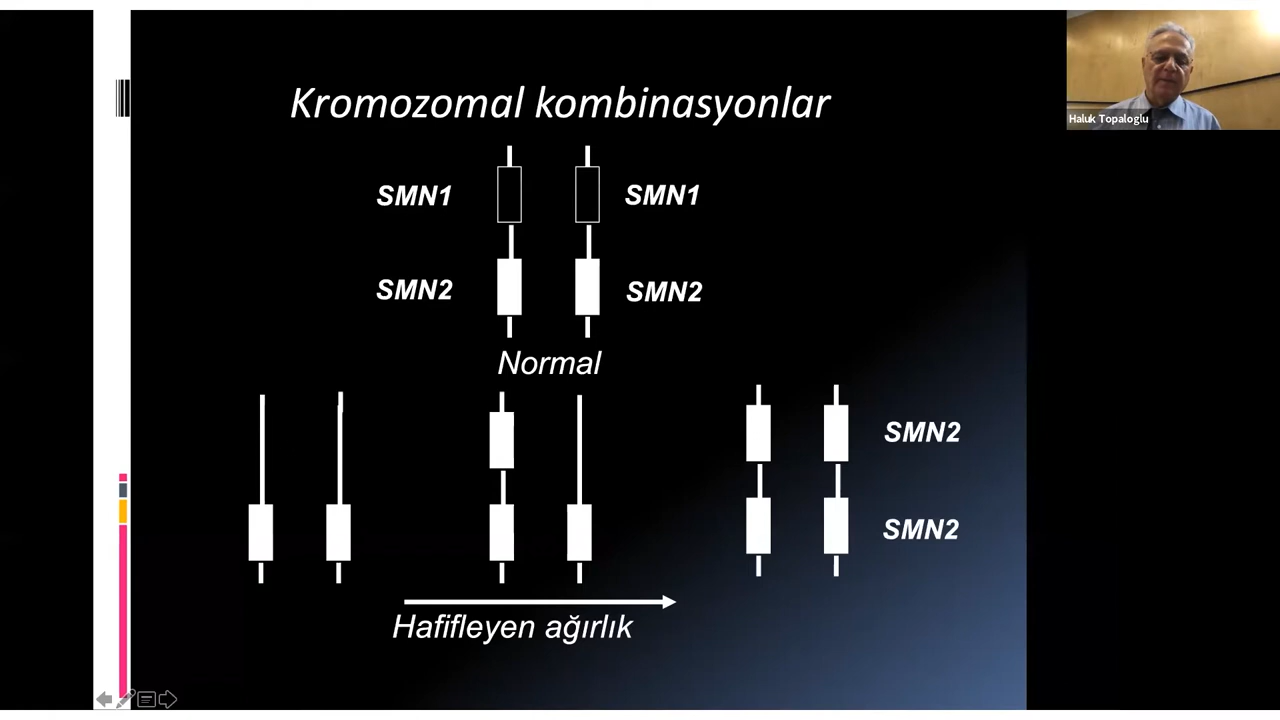 Kromozomal kombinasyonlar
Haluk Topaloglu
SMN1 SMN1
SMN2 SMN2
Normal
SMN2
SMN2
Hafifleyen ağırlık